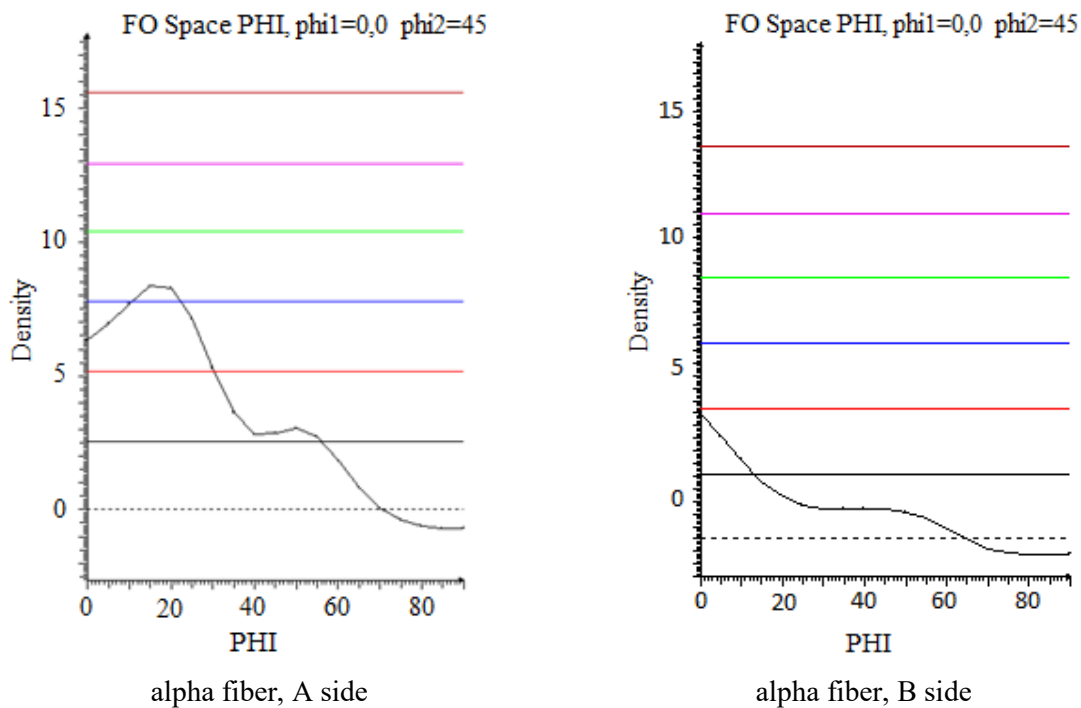 FO Space PHI, phi1=0,0 phi2=45
15
10
5
0
Density
0 20 40 60 80
PHI
alpha fiber, A side
FO Space PHI, phi1=0,0 phi2=45
15
10
5
0
Density
0 20 40 60 80
PHI
alpha fiber, B side